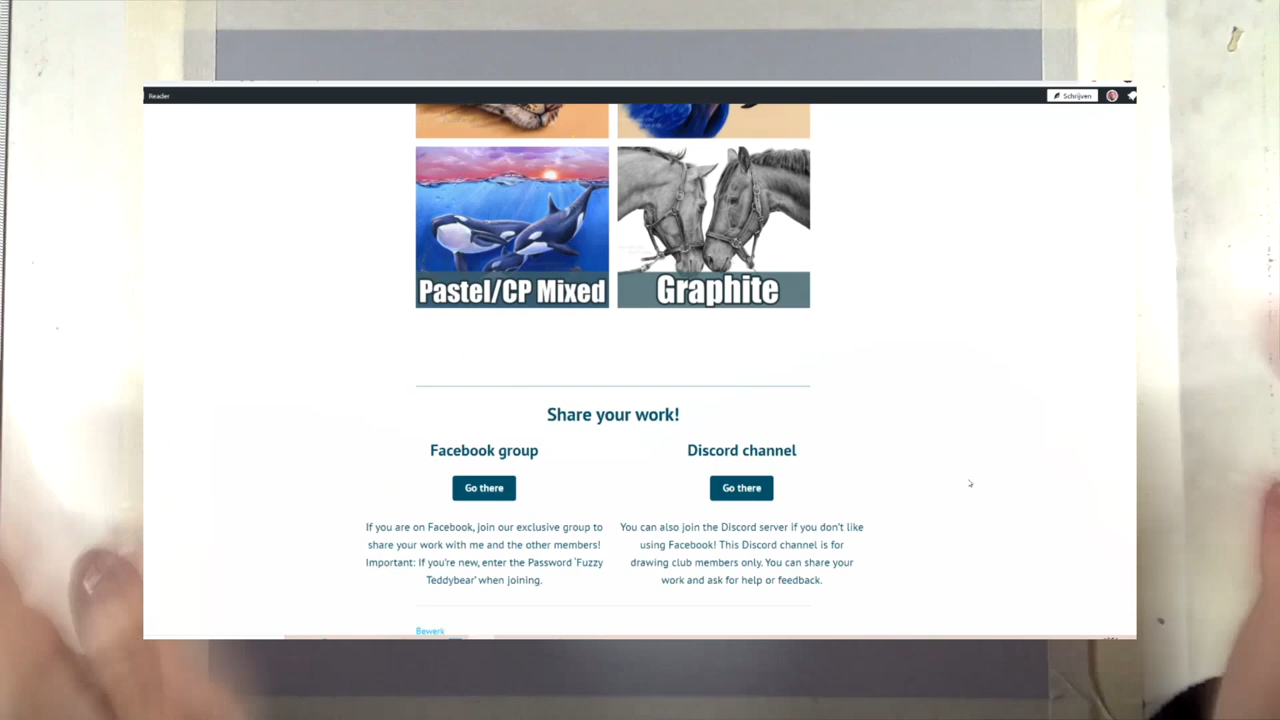 Reader
Schrijven
Pastel/CP Mixed
Graphite
Share your work!
Facebook group
Discord channel
Go there
Go there
If you are on Facebook, join our exclusive group to
share your work with me and the other members!
Important: If you're new, enter the Password 'Fuzzy
Teddybear' when joining.
You can also join the Discord server if you don't like
using Facebook! This Discord channel is for
drawing club members only. You can share your
work and ask for help or feedback.
Bewerk